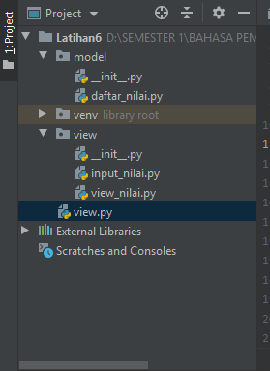 1: Project
Project
Latihan6 D:\SEMESTER 1\BAHASA PEM
model
__init__.py
daftar_nilai.py
venv library root
view
__init__.py
input_nilai.py
view_nilai.py
view.py
External Libraries
Scratches and Consoles